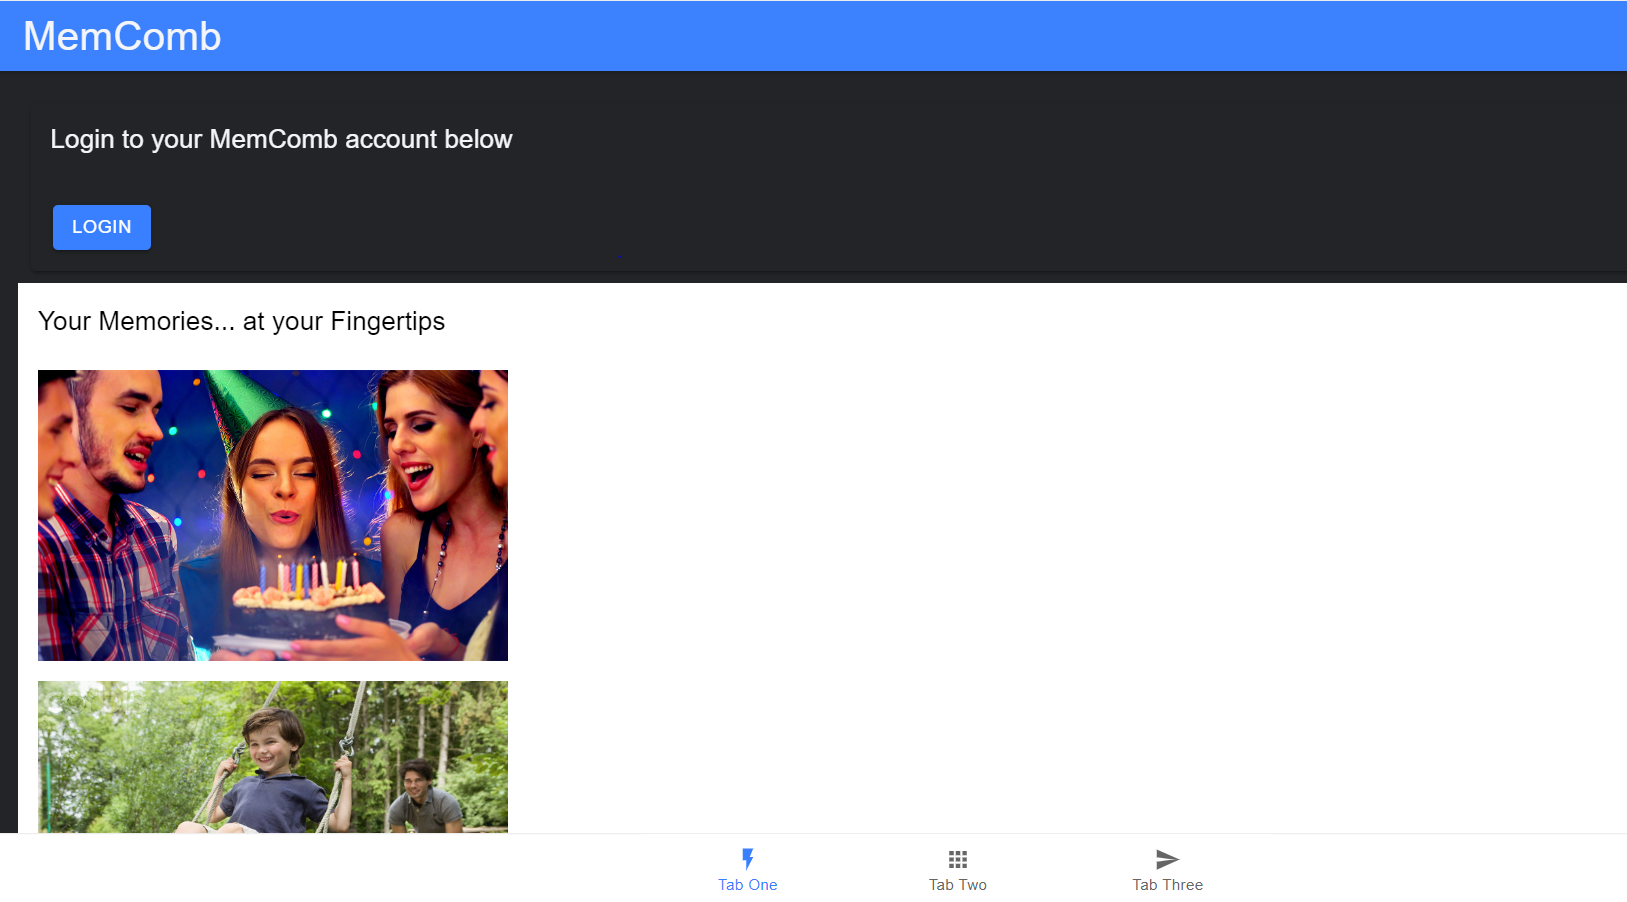 MemComb
Login to your MemComb account below
LOGIN
Your Memories... at your Fingertips
Tab One
Tab Two
Tab Three